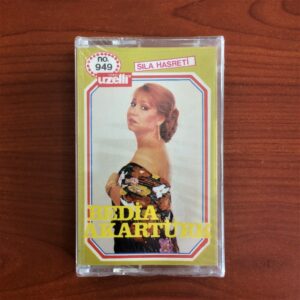 no.
949
uzelli
SILA HASRETİ
BEDİA
AKARTÜRK